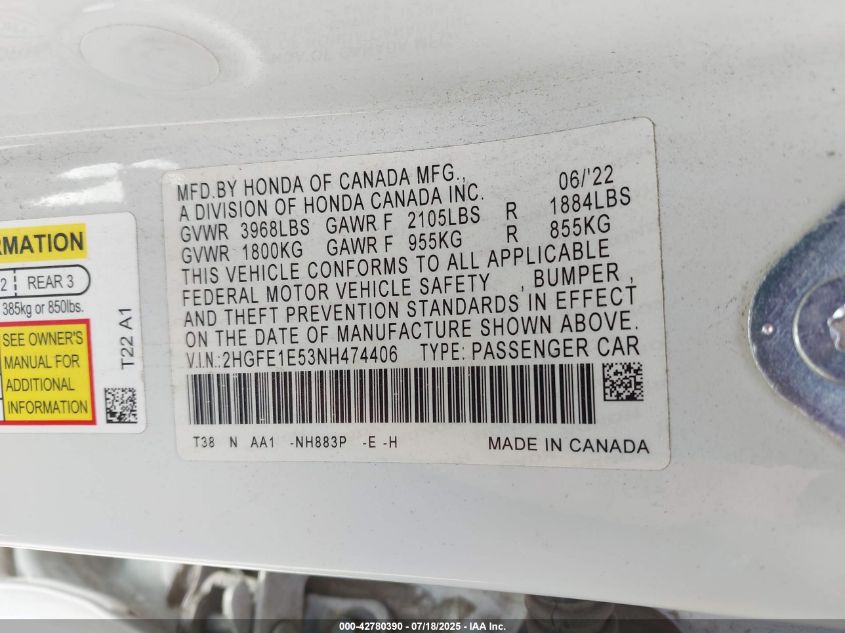 MFD.BY HONDA OF CANADA MFG., 06/'22
A DIVISION OF HONDA CANADA INC.
GVWR 3968LBS GAWR F 2105LBS R 1884LBS
GVWR 1800KG GAWR F 955KG R 855KG
THIS VEHICLE CONFORMS TO ALL APPLICABLE
FEDERAL MOTOR VEHICLE SAFETY , BUMPER ,
AND THEFT PREVENTION STANDARDS IN EFFECT
ON THE DATE OF MANUFACTURE SHOWN ABOVE.
V.I.N.:2HGFE1E53NH474406 TYPE: PASSENGER CAR
T38 N AA1 -NH883P -E -H MADE IN CANADA
2 REAR 3
385kg or 850lbs.
SEE OWNER'S
MANUAL FOR
ADDITIONAL
INFORMATION
T22 A1
000-42780390 - 07/18/2025 - IAA Inc.